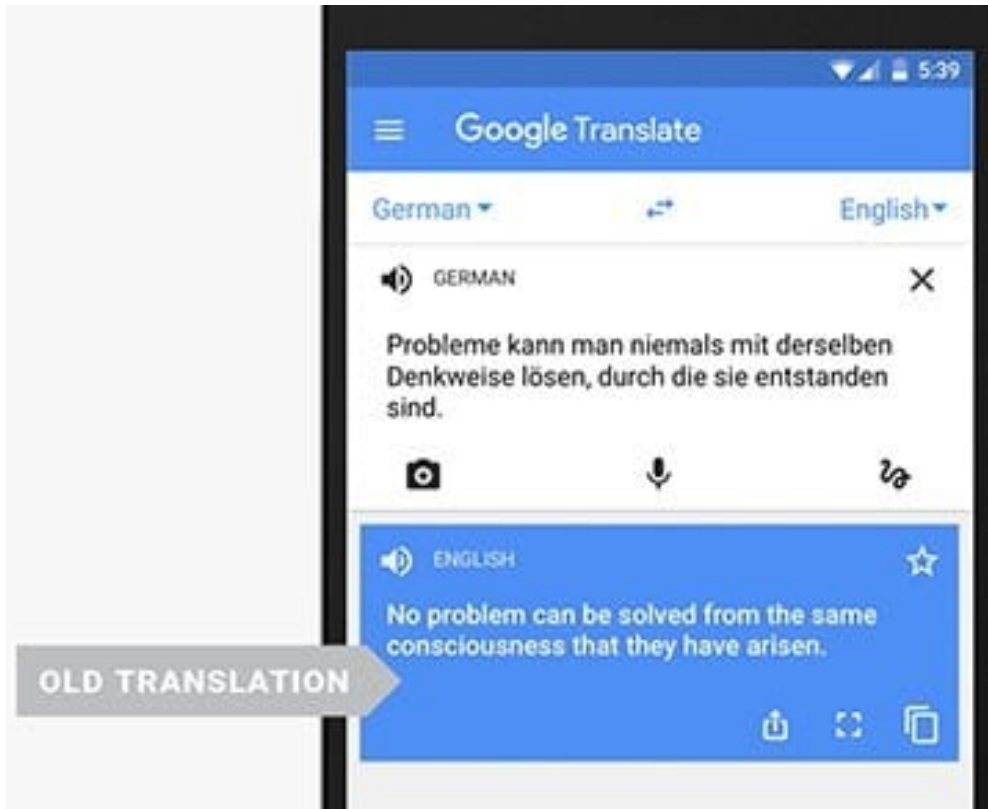 5:39
Google Translate
German English
GERMAN
Probleme kann man niemals mit derselben
Denkweise lösen, durch die sie entstanden
sind.
ENGLISH
No problem can be solved from the same
consciousness that they have arisen.
OLD TRANSLATION